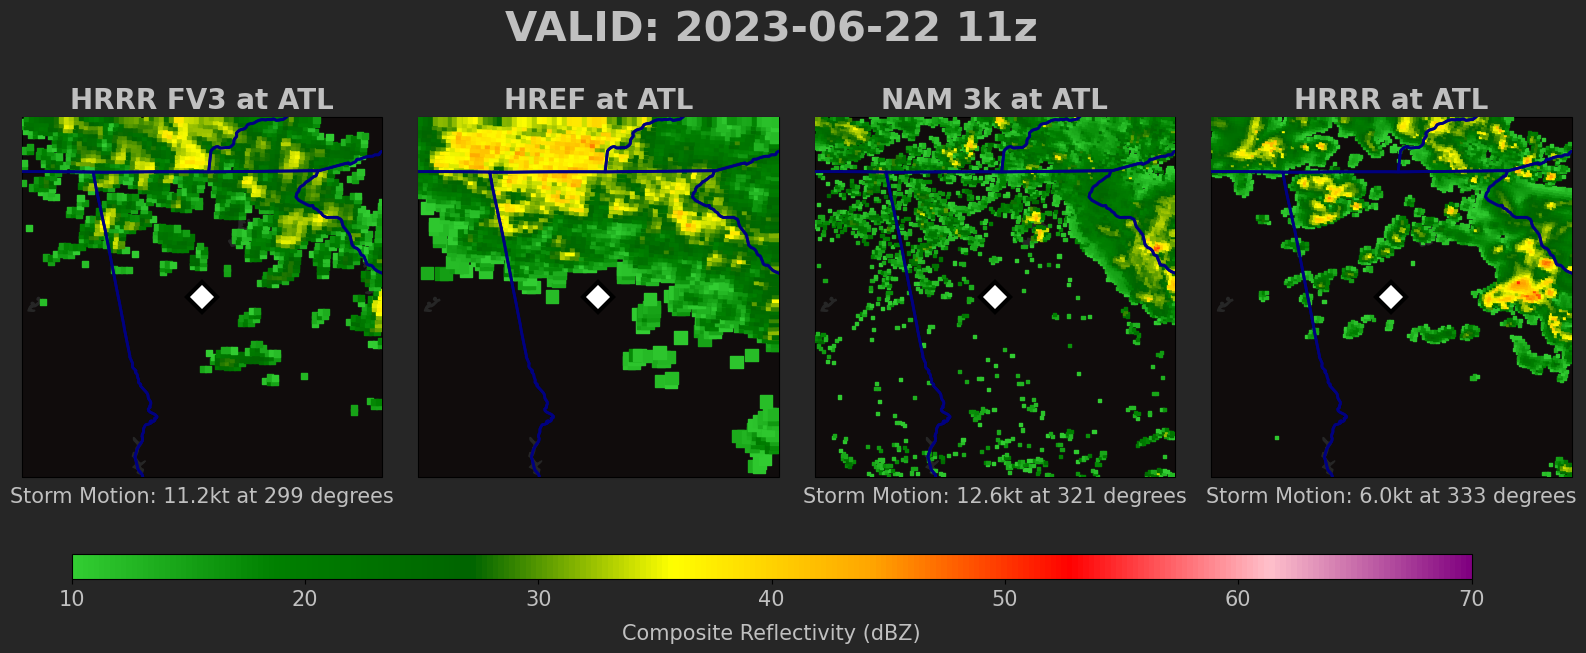 VALID: 2023-06-22 11z
HRRR FV3 at ATL
HREF at ATL
NAM 3k at ATL
HRRR at ATL
Storm Motion: 11.2kt at 299 degrees
Storm Motion: 12.6kt at 321 degrees
Storm Motion: 6.0kt at 333 degrees
10 20 30 40 50 60 70
Composite Reflectivity (dBZ)